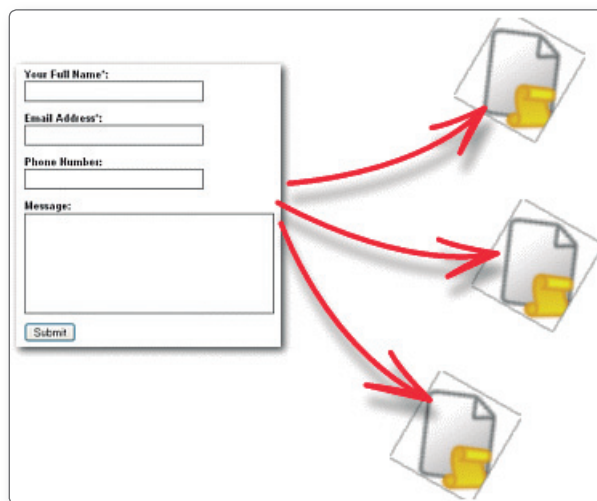 Your Full Name*:
Email Address*:
Phone Number:
Message:
Submit